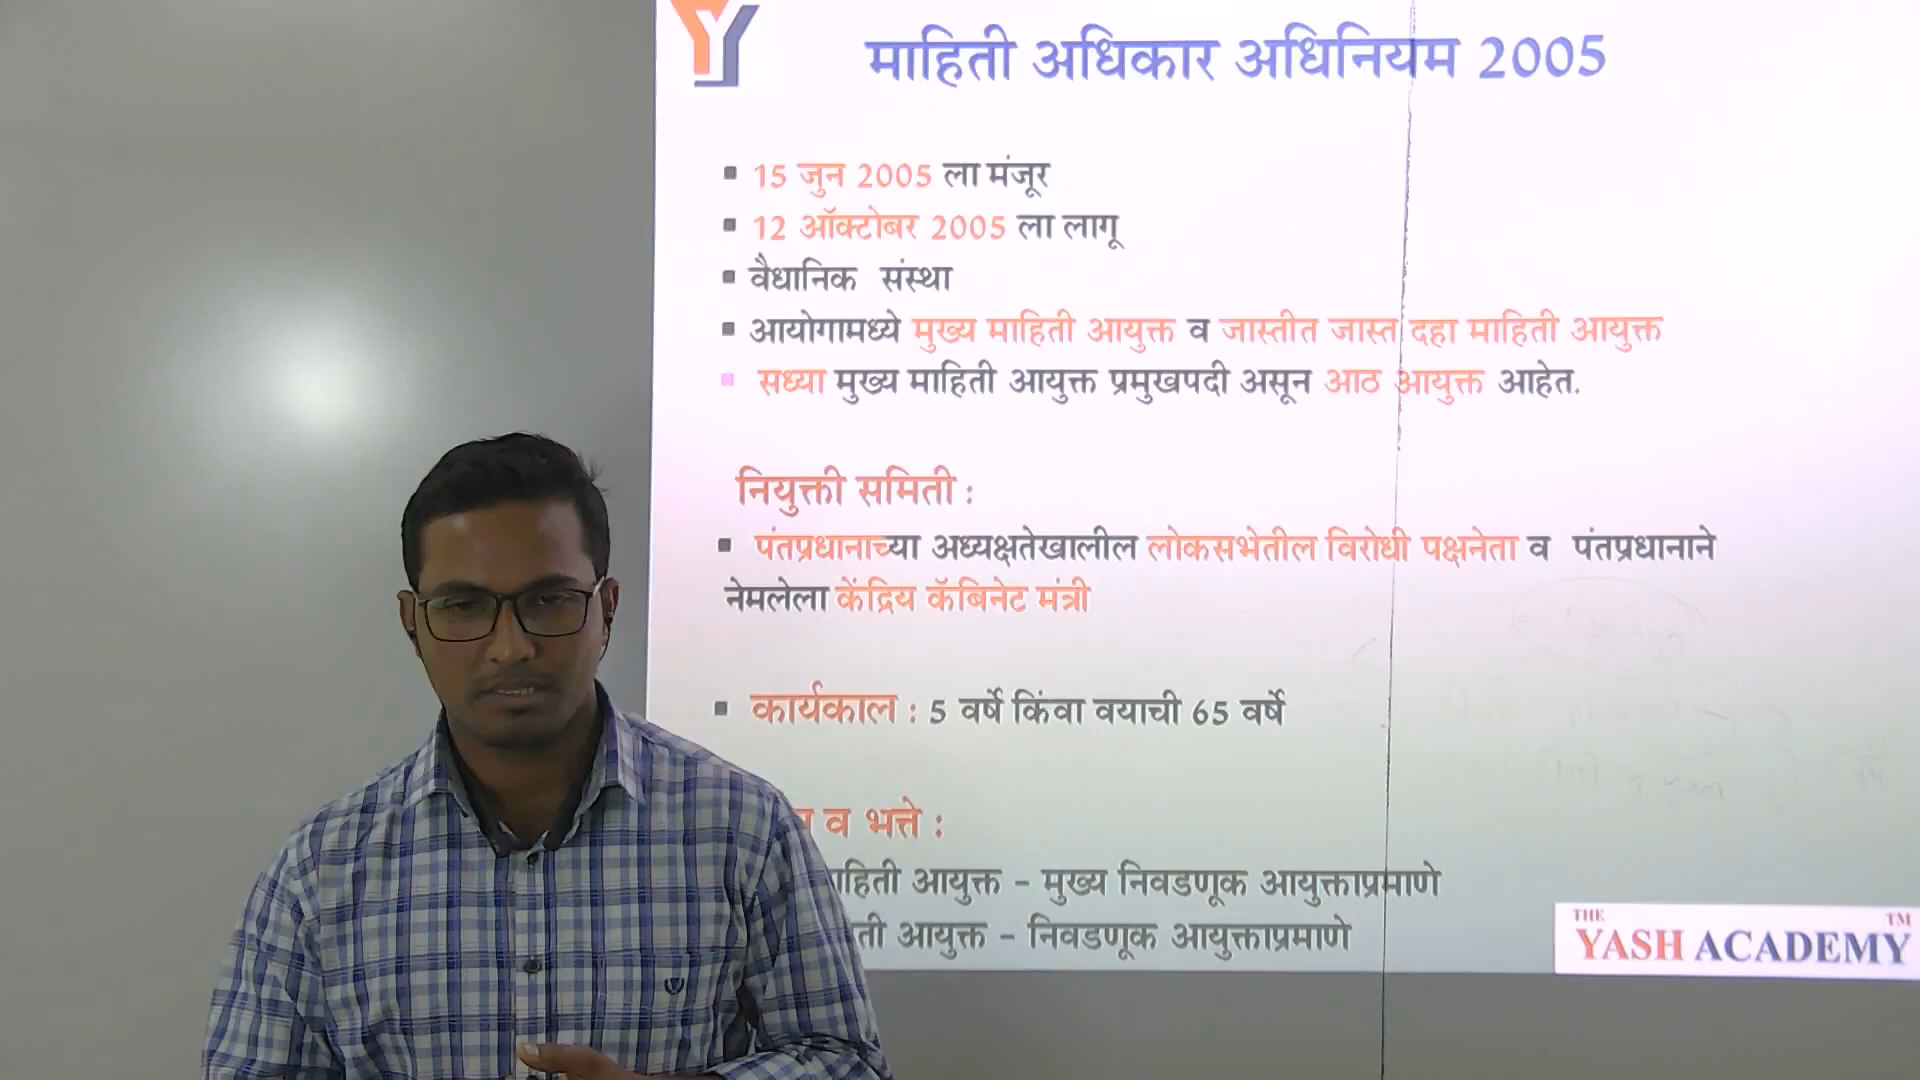 माहिती अधिकार अधिनियम 2005
15 जुन 2005 ला मंजूर
12 ऑक्टोबर 2005 ला लागू
वैधानिक संस्था
आयोगामध्ये मुख्य माहिती आयुक्त व जास्तीत जास्त दहा माहिती आयुक्त
सध्या मुख्य माहिती आयुक्त प्रमुखपदी असून आठ आयुक्त आहेत.
नियुक्ती समिती :
पंतप्रधानाच्या अध्यक्षतेखालील लोकसभेतील विरोधी पक्षनेता व पंतप्रधानाने
नेमलेला केंद्रिय कॅबिनेट मंत्री
कार्यकाल : 5 वर्षे किंवा वयाची 65 वर्षे
व भत्ते :
आयुक्त – मुख्य निवडणूक आयुक्ताप्रमाणे
आयुक्त – निवडणूक आयुक्ताप्रमाणे
THE TM
YASH ACADEMY